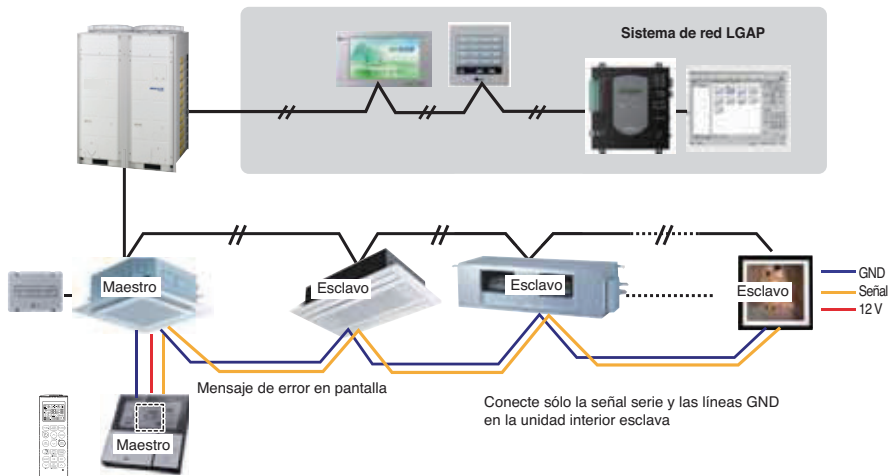 Sistema de red LGAP
Maestro
Esclavo
Esclavo
Esclavo
GND
Señal
12 V
Mensaje de error en pantalla
Conecte sólo la señal serie y las líneas GND
en la unidad interior esclava
Maestro